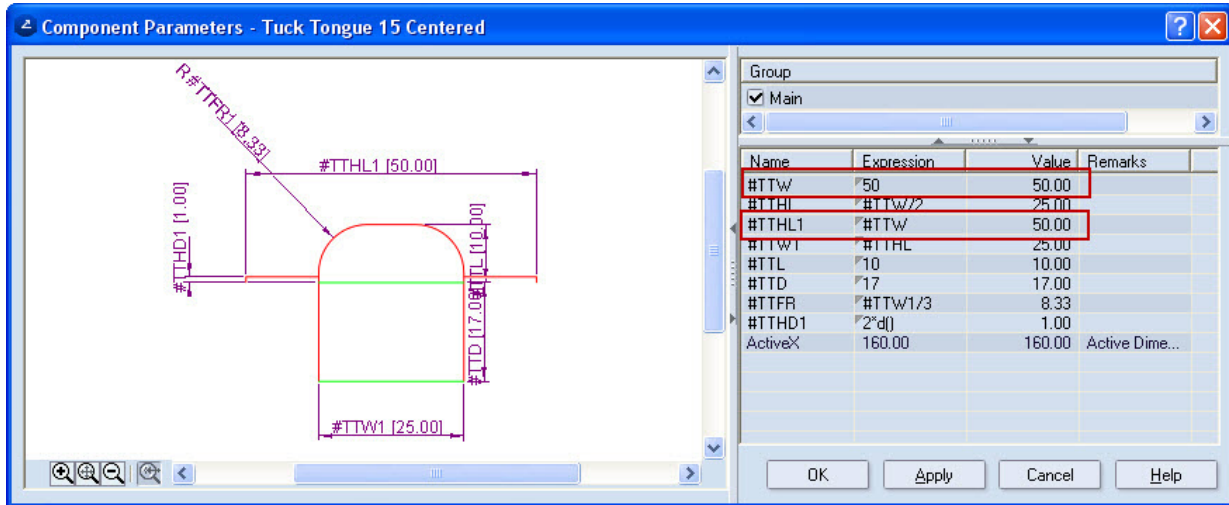 Component Parameters - Tuck Tongue 15 Centered
R#TTFR1 [8.33]
#TTHL1 [50.00]
#TTHD1 [1.00]
#TTL [10.00]
#TTD [17.00]
#TTW1 [25.00]
Group
Main
Name Expression Value Remarks
#TTW 50 50.00
#TTHL #TTW/2 25.00
#TTHL1 #TTW 50.00
#TTW1 #TTHL 25.00
#TTL 10 10.00
#TTD 17 17.00
#TTFR #TTW1/3 8.33
#TTHD1 2*d() 1.00
ActiveX 160.00 160.00 Active Dime...
OK Apply Cancel Help